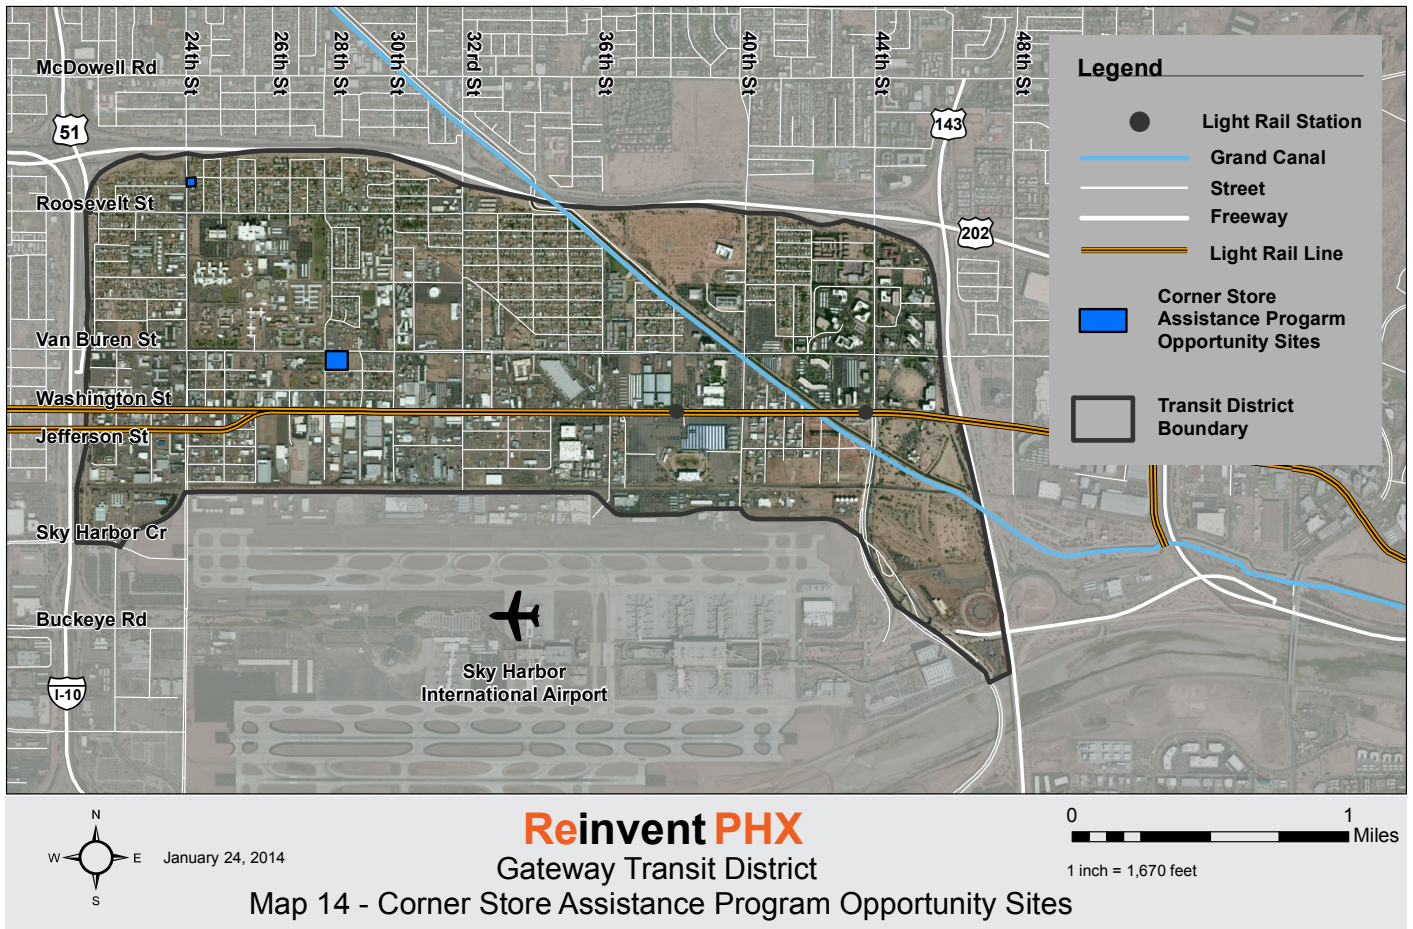 24th St
26th St
28th St
30th St
32rd St
36th St
40th St
44th St
48th St
McDowell Rd
51
143
202
Roosevelt St
Van Buren St
Washington St
Jefferson St
Sky Harbor Cr
Buckeye Rd
I-10
Sky Harbor
International Airport
Legend
Light Rail Station
Grand Canal
Street
Freeway
Light Rail Line
Corner Store
Assistance Progarm
Opportunity Sites
Transit District
Boundary
N
W E
S
January 24, 2014
Reinvent PHX
Gateway Transit District
Map 14 - Corner Store Assistance Program Opportunity Sites
0 1
Miles
1 inch = 1,670 feet